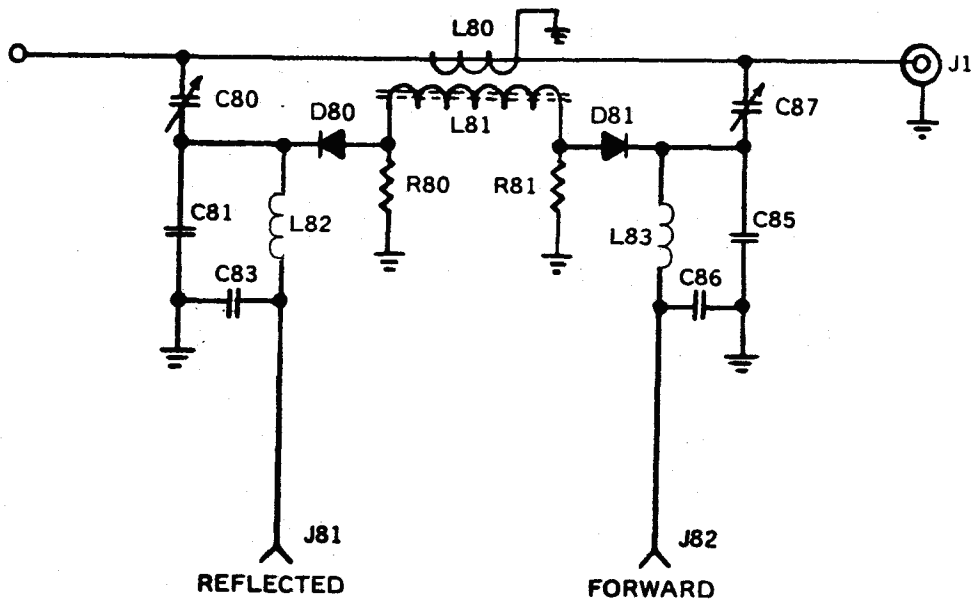 L80
J1
C80
C87
D80
L81
D81
R80
R81
C81
L82
L83
C85
C83
C86
J81
J82
REFLECTED
FORWARD